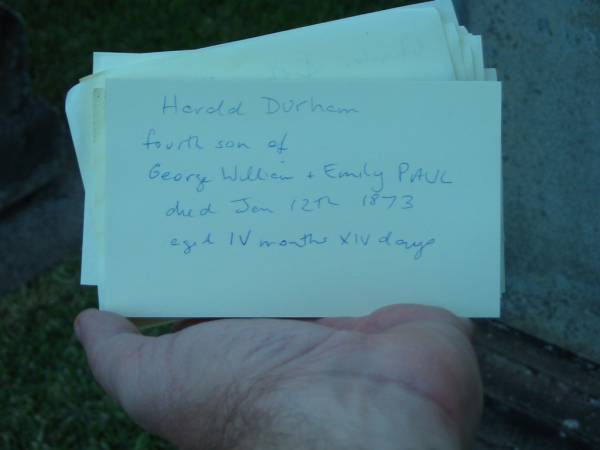 Harold Durham
fourth son of
George William + Emily PAUL
died Jan 12th 1873
aged IV months XIV days